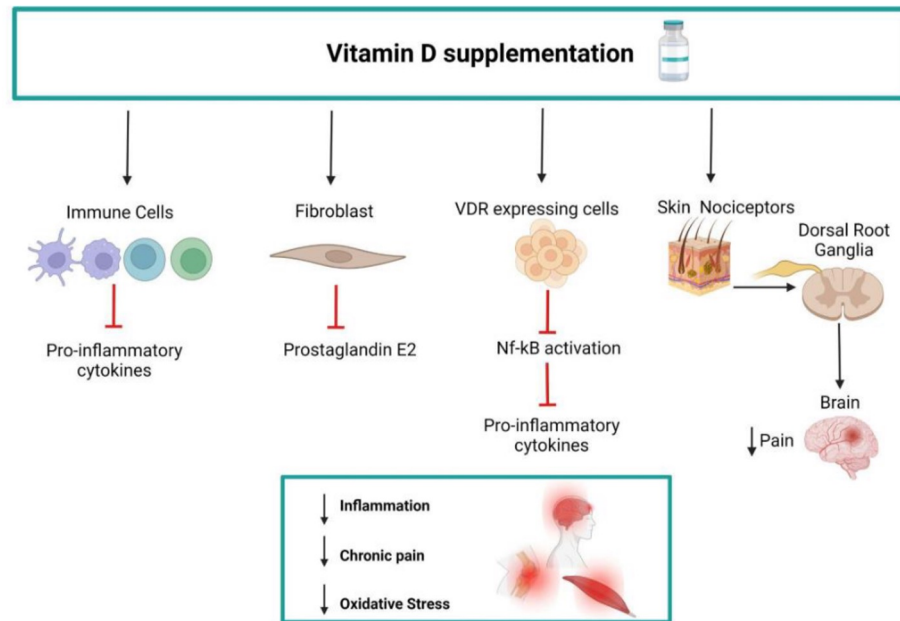 Vitamin D supplementation
Immune Cells
Pro-inflammatory
cytokines
Fibroblast
Prostaglandin E2
VDR expressing cells
Nf-kB activation
Pro-inflammatory
cytokines
Skin Nociceptors
Dorsal Root
Ganglia
Brain
↓ Pain
↓ Inflammation
↓ Chronic pain
↓ Oxidative Stress